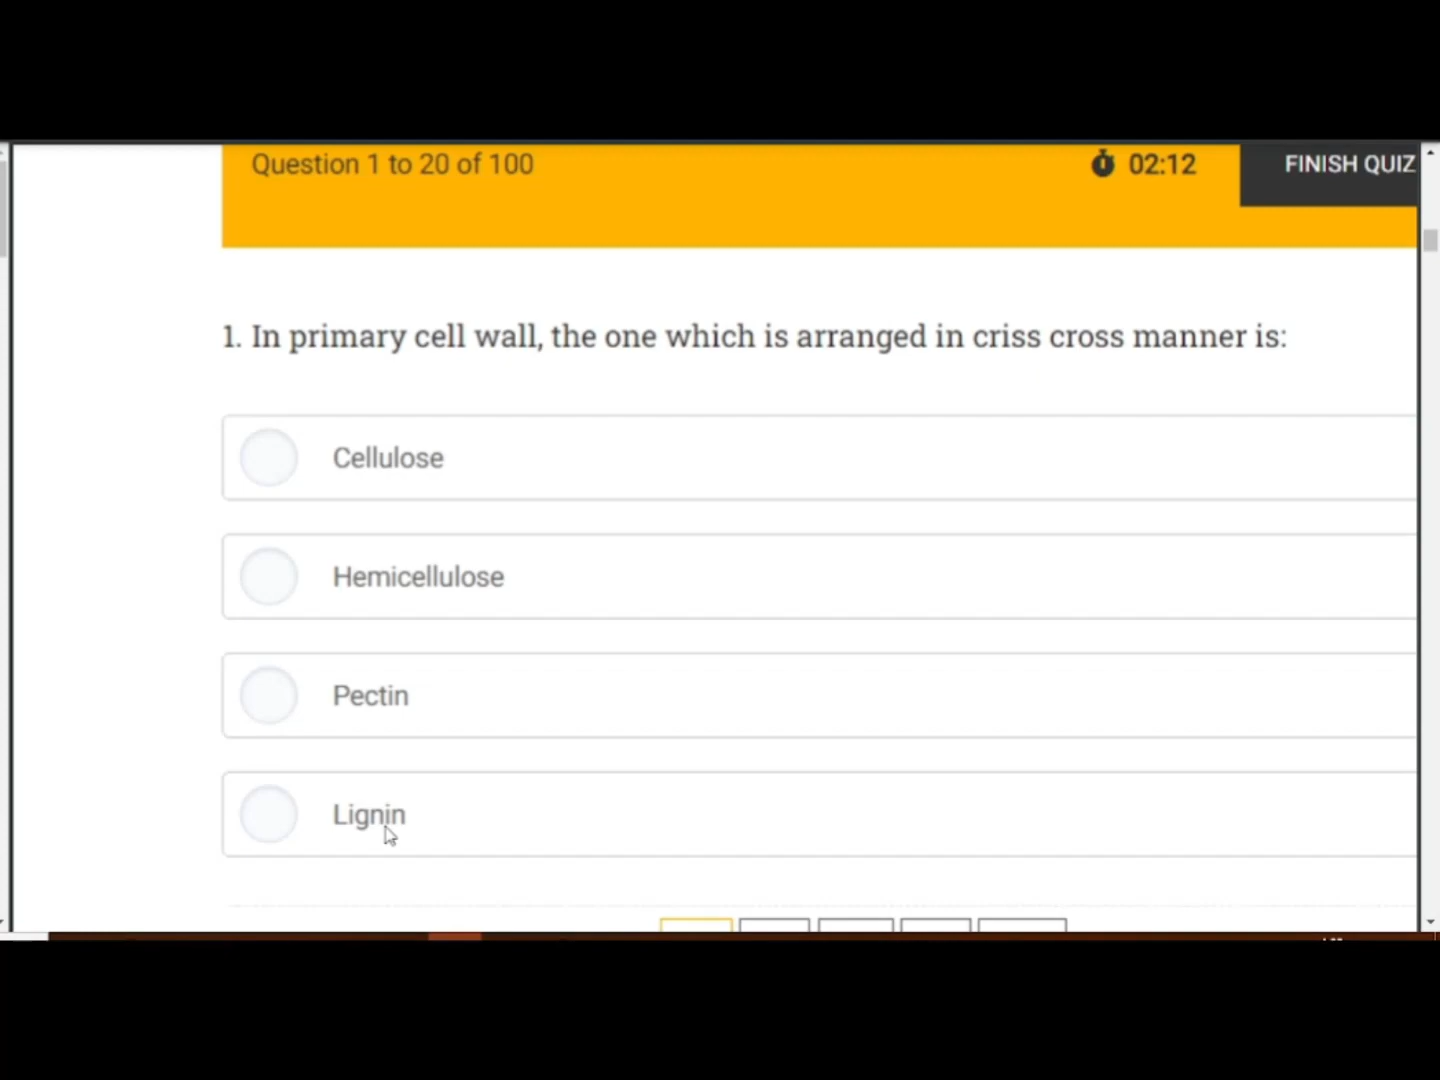 Question 1 to 20 of 100
02:12
FINISH QUIZ
1. In primary cell wall, the one which is arranged in criss cross manner is:
Cellulose
Hemicellulose
Pectin
Lignin